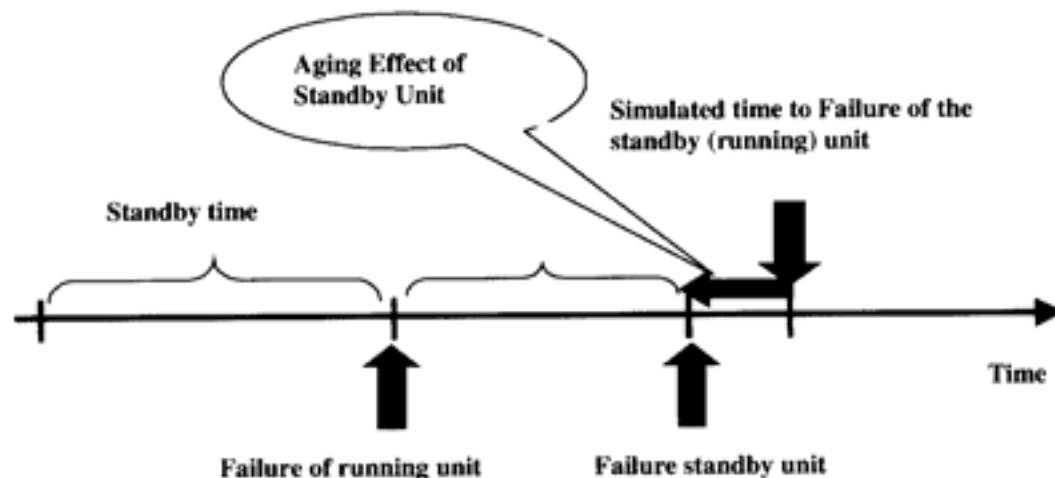 Aging Effect of
Standby Unit
Simulated time to Failure of the
standby (running) unit
Standby time
Time
Failure of running unit
Failure standby unit